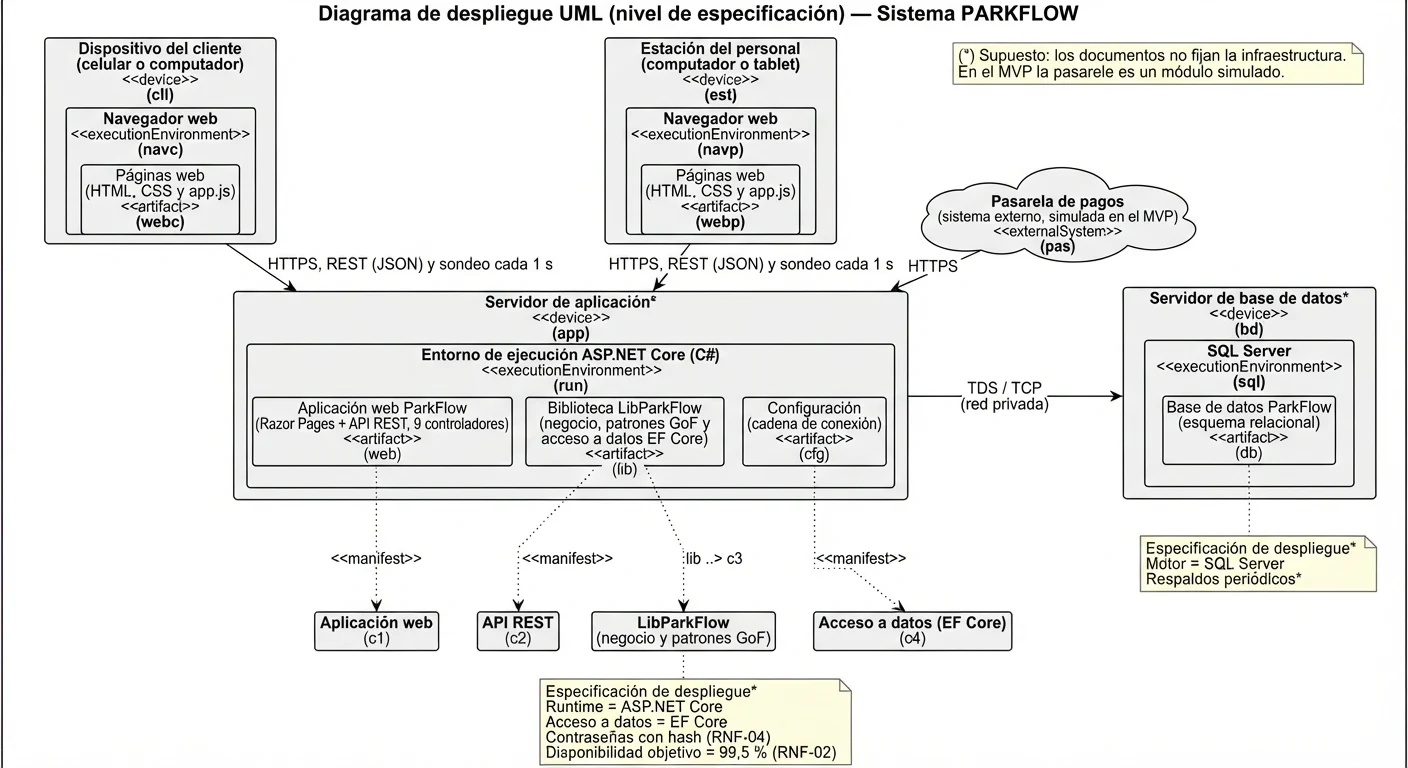 Diagrama de despliegue UML (nivel de especificación) — Sistema PARKFLOW
Dispositivo del cliente
(celular o computador)
<<device>>
(cll)
Navegador web
<<executionEnvironment>>
(navc)
Páginas web
(HTML, CSS y app.js)
<<artifact>>
(webc)
Estación del personal
(computador o tablet)
<<device>>
(est)
Navegador web
<<executionEnvironment>>
(navp)
Páginas web
(HTML, CSS y app.js)
<<artifact>>
(webp)
(*) Supuesto: los documentos no fijan la infraestructura.
En el MVP la pasarele es un módulo simulado.
Pasarela de pagos
(sistema externo, simulada en el MVP)
<<externalSystem>>
(pas)
HTTPS, REST (JSON) y sondeo cada 1 s
HTTPS, REST (JSON) y sondeo cada 1 s
HTTPS
Servidor de aplicación*
<<device>>
(app)
Entorno de ejecución ASP.NET Core (C#)
<<executionEnvironment>>
(run)
Aplicación web ParkFlow
(Razor Pages + API REST, 9 controladores)
<<artifact>>
(web)
Biblioteca LibParkFlow
(negocio, patrones GoF y
acceso a dalos EF Core)
<<artifact>>
(lib)
Configuración
(cadena de conexión)
<<artifact>>
(cfg)
TDS / TCP
(red privada)
Servidor de base de datos*
<<device>>
(bd)
SQL Server
<<executionEnvironment>>
(sql)
Base de datos ParkFlow
(esquema relacional)
<<artifact>>
(db)
<<manifest>>
<<manifest>>
lib ..> c3
<<manifest>>
Especificación de despliegue*
Motor = SQL Server
Respaldos periódicos*
Aplicación web
(c1)
API REST
(c2)
LibParkFlow
(negocio y patrones GoF)
Acceso a datos (EF Core)
(c4)
Especificación de despliegue*
Runtime = ASP.NET Core
Acceso a datos = EF Core
Contraseñas con hash (RNF-04)
Disponibilidad objetivo = 99,5 % (RNF-02)